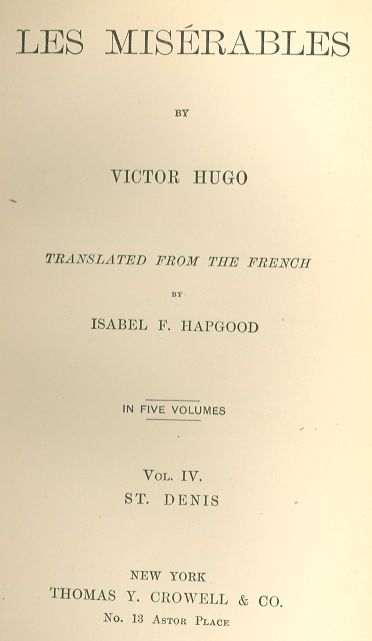 LES MISÉRABLES
BY
VICTOR HUGO
TRANSLATED FROM THE FRENCH
BY
ISABEL F. HAPGOOD
IN FIVE VOLUMES
VOL. IV.
ST. DENIS
NEW YORK
THOMAS Y. CROWELL & CO.
No. 13 ASTOR PLACE